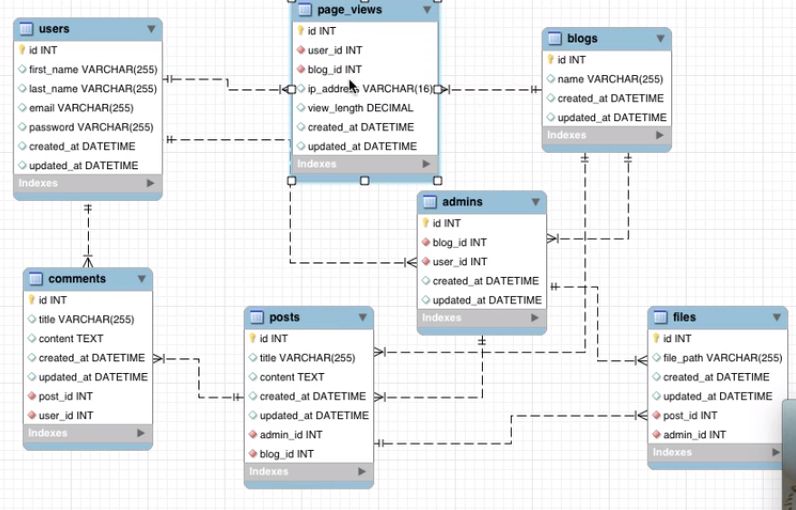 users
id INT
first_name VARCHAR(255)
last_name VARCHAR(255)
email VARCHAR(255)
password VARCHAR(255)
created_at DATETIME
updated_at DATETIME
Indexes
page_views
id INT
user_id INT
blog_id INT
ip_address VARCHAR(16)
view_length DECIMAL
created_at DATETIME
updated_at DATETIME
Indexes
blogs
id INT
name VARCHAR(255)
created_at DATETIME
updated_at DATETIME
Indexes
admins
id INT
blog_id INT
user_id INT
created_at DATETIME
updated_at DATETIME
Indexes
comments
id INT
title VARCHAR(255)
content TEXT
created_at DATETIME
updated_at DATETIME
post_id INT
user_id INT
Indexes
posts
id INT
title VARCHAR(255)
content TEXT
created_at DATETIME
updated_at DATETIME
admin_id INT
blog_id INT
Indexes
files
id INT
file_path VARCHAR(255)
created_at DATETIME
updated_at DATETIME
post_id INT
admin_id INT
Indexes